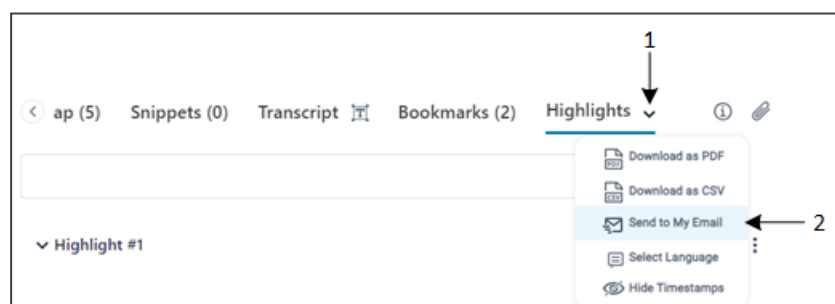 1
ap (5) Snippets (0) Transcript T Bookmarks (2) Highlights
Download as PDF
Download as CSV
Send to My Email 2
Highlight #1
Select Language
Hide Timestamps